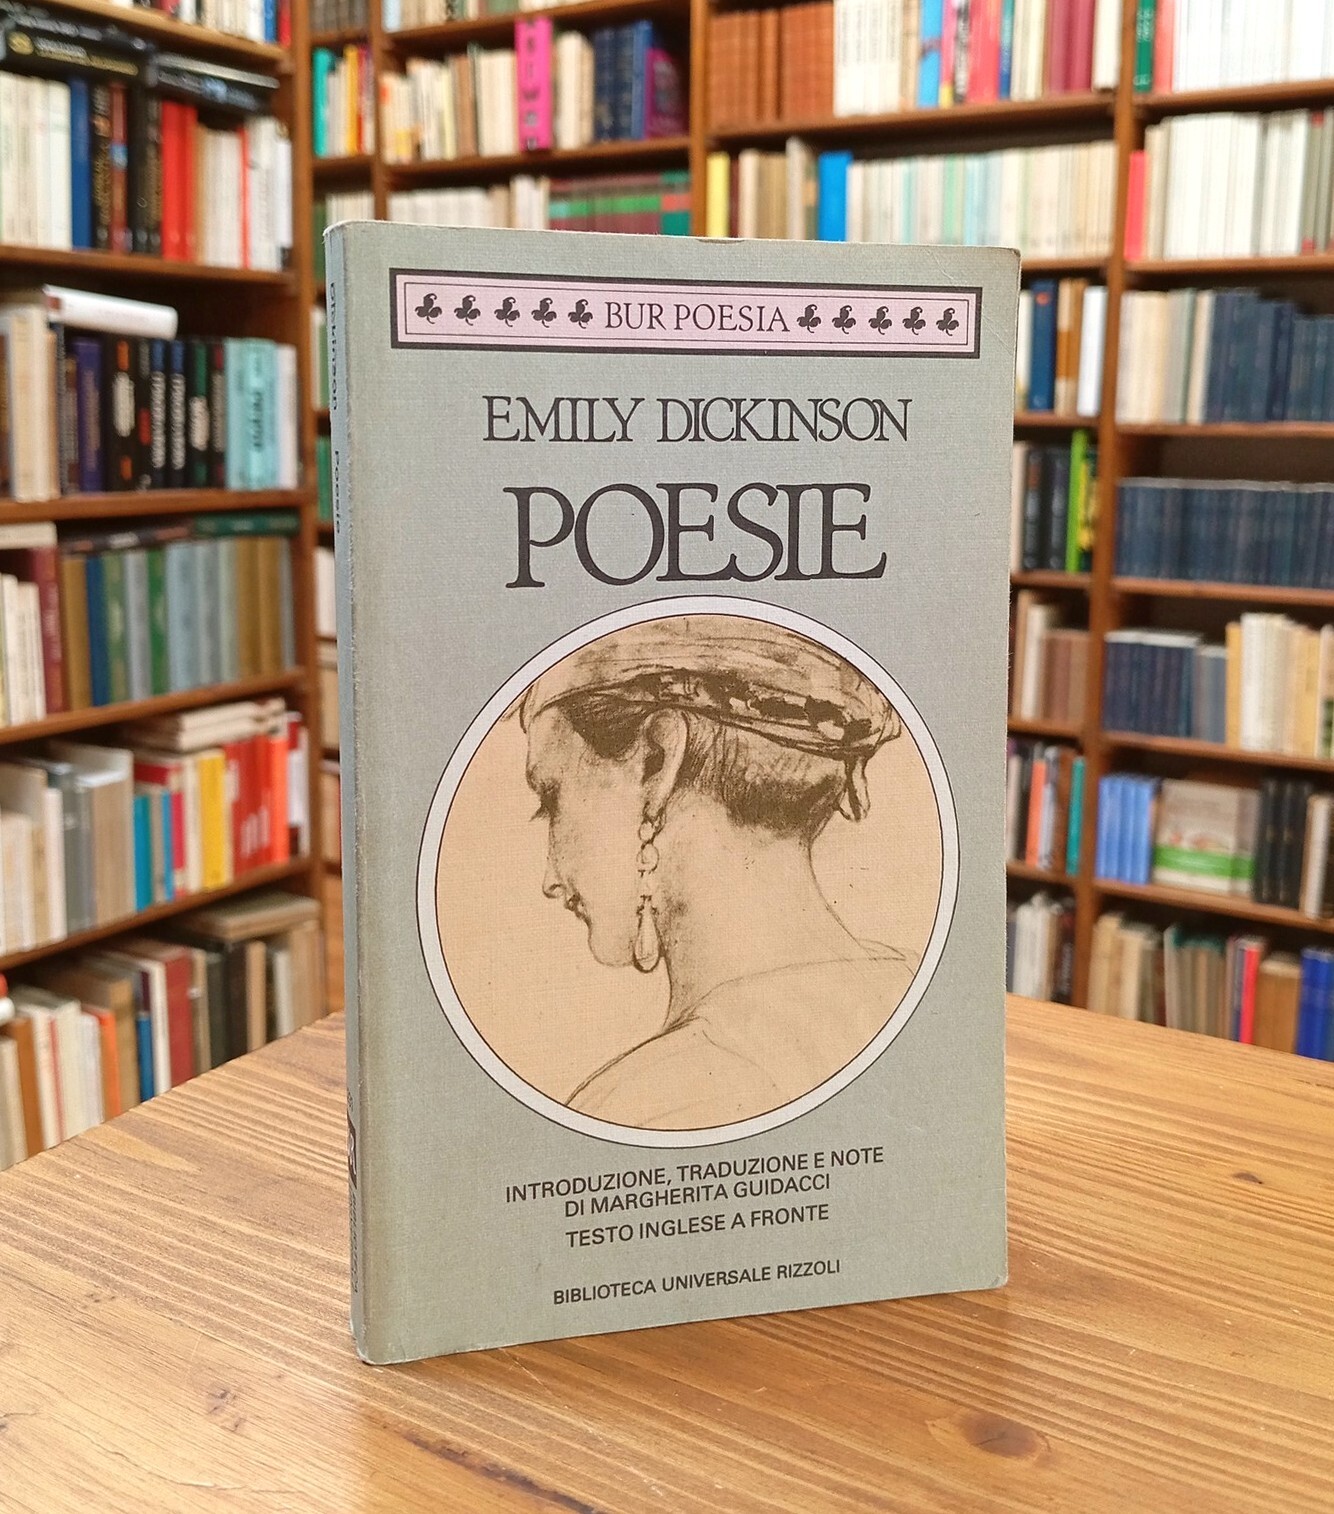 BUR POESIA
EMILY DICKINSON
POESIE
INTRODUZIONE, TRADUZIONE E NOTE
DI MARGHERITA GUIDACCI
TESTO INGLESE A FRONTE
BIBLIOTECA UNIVERSALE RIZZOLI
Dickinson Poesie